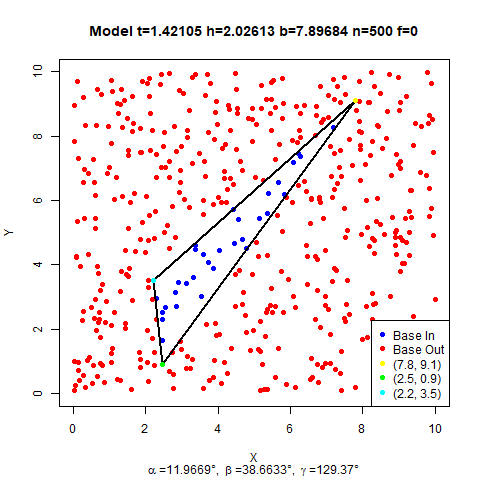 Model t=1.42105 h=2.02613 b=7.89684 n=500 f=0
Y
10
8
6
4
2
0
Base In
Base Out
(7.8, 9.1)
(2.5, 0.9)
(2.2, 3.5)
0 2 4 6 8 10
X
α=11.9669°, β=38.6633°, γ=129.37°